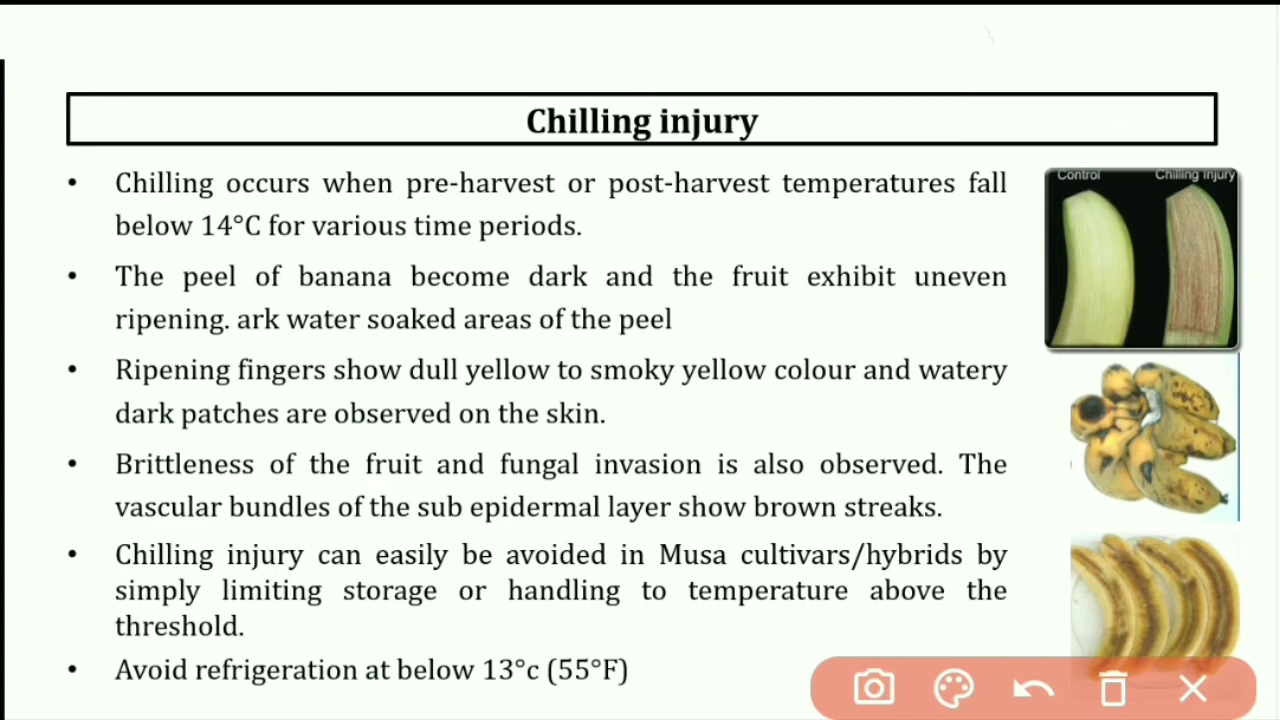 Chilling injury
• Chilling occurs when pre-harvest or post-harvest temperatures fall
below 14°C for various time periods.
• The peel of banana become dark and the fruit exhibit uneven
ripening. ark water soaked areas of the peel
• Ripening fingers show dull yellow to smoky yellow colour and watery
dark patches are observed on the skin.
• Brittleness of the fruit and fungal invasion is also observed. The
vascular bundles of the sub epidermal layer show brown streaks.
• Chilling injury can easily be avoided in Musa cultivars/hybrids by
simply limiting storage or handling to temperature above the
threshold.
• Avoid refrigeration at below 13°c (55°F)
Control Chilling Injury